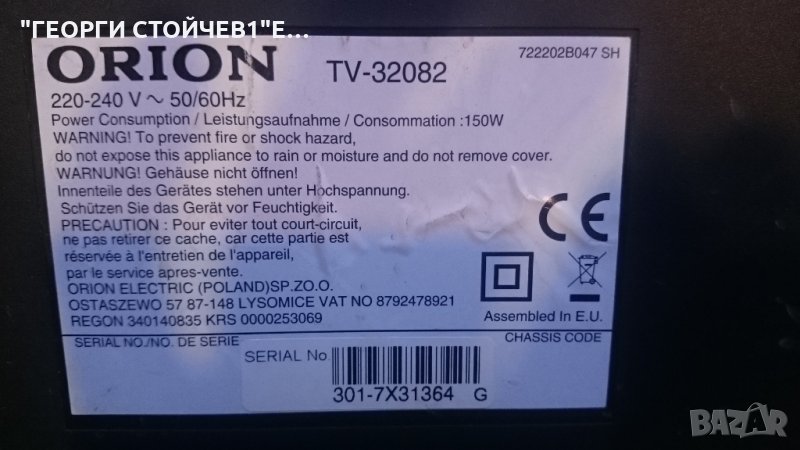 "ГЕОРГИ СТОЙЧЕВ1"Е...
ORION TV-32082 722202B047 SH
220-240 V ~ 50/60Hz
Power Consumption / Leistungsaufnahme / Consommation :150W
WARNING! To prevent fire or shock hazard,
do not expose this appliance to rain or moisture and do not remove cover.
WARNUNG! Gehäuse nicht öffnen!
Innenteile des Gerätes stehen unter Hochspannung.
Schützen Sie das Gerät vor Feuchtigkeit.
PRECAUTION : Pour eviter tout court-circuit,
ne pas retirer ce cache, car cette partie est
réservée à l'entretien de l'appareil,
par le service apres-vente.
ORION ELECTRIC (POLAND)SP.ZO.O.
OSTASZEWO 57 87-148 LYSOMICE VAT NO 8792478921
REGON 340140835 KRS 0000253069
CE
Assembled In E.U.
SERIAL NO./NO. DE SERIE
CHASSIS CODE
SERIAL No.
301-7X31364 G
BAZAR